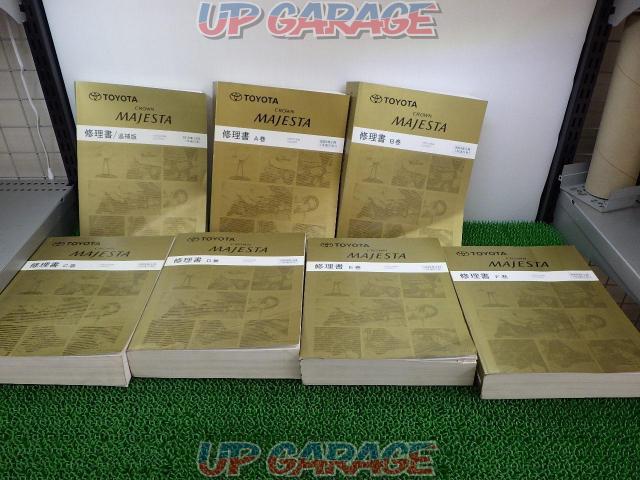 UP GARAGE
TOYOTA
CROWN
MAJESTA
修理書/追補版
TOYOTA
CROWN
MAJESTA
修理書 A巻
TOYOTA
CROWN
MAJESTA
修理書 B巻
TOYOTA
CROWN
MAJESTA
修理書 C巻
TOYOTA
CROWN
MAJESTA
修理書 D巻
TOYOTA
CROWN
MAJESTA
修理書 E巻
TOYOTA
CROWN
MAJESTA
修理書 F巻
UP GARAGE